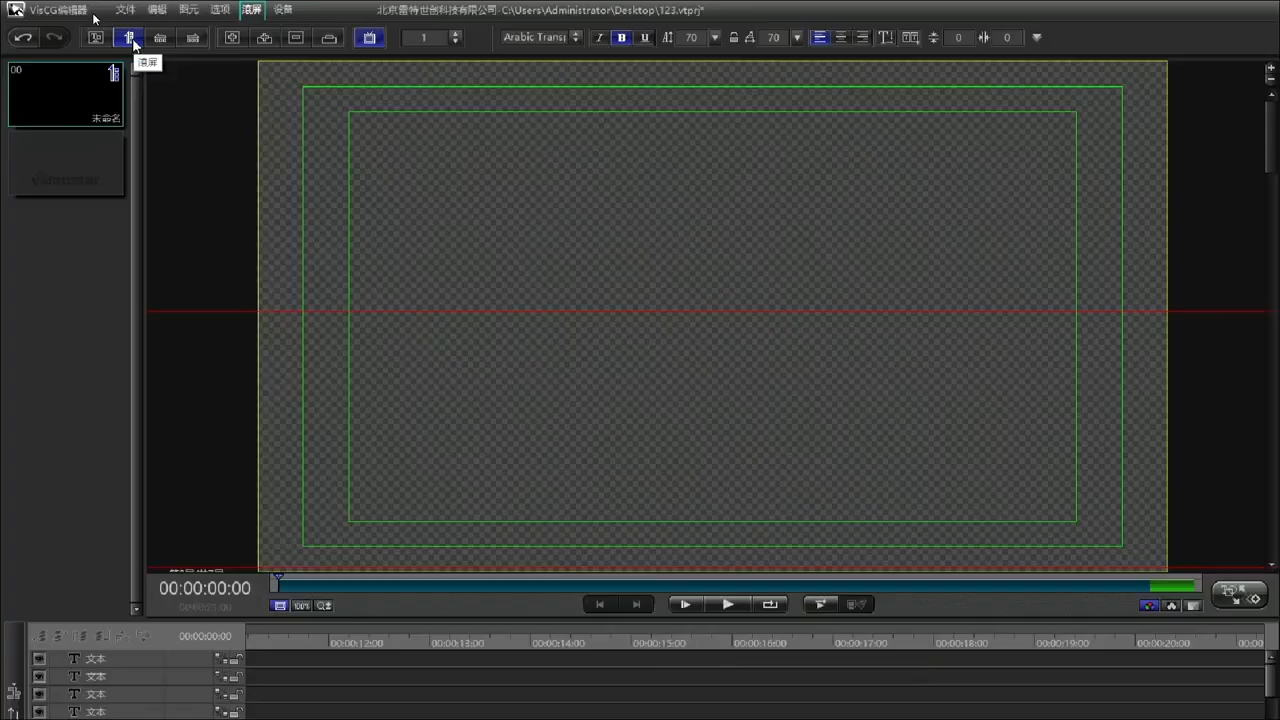 VisCG编辑器 文件 编辑 图元 选项 滚屏 设备 北京雷特世创科技有限公司-C:\Users\Administrator\Desktop\123.vtprj*
1 Arabic Transp I B U 70 70 0 0
滚屏
00
未命名
00:00:00:00
100%
00:00:00:00 00:00:12:00 00:00:13:00 00:00:14:00 00:00:15:00 00:00:16:00 00:00:17:00 00:00:18:00 00:00:19:00 00:00:20:00 00:00
T 文本
T 文本
T 文本
T 文本